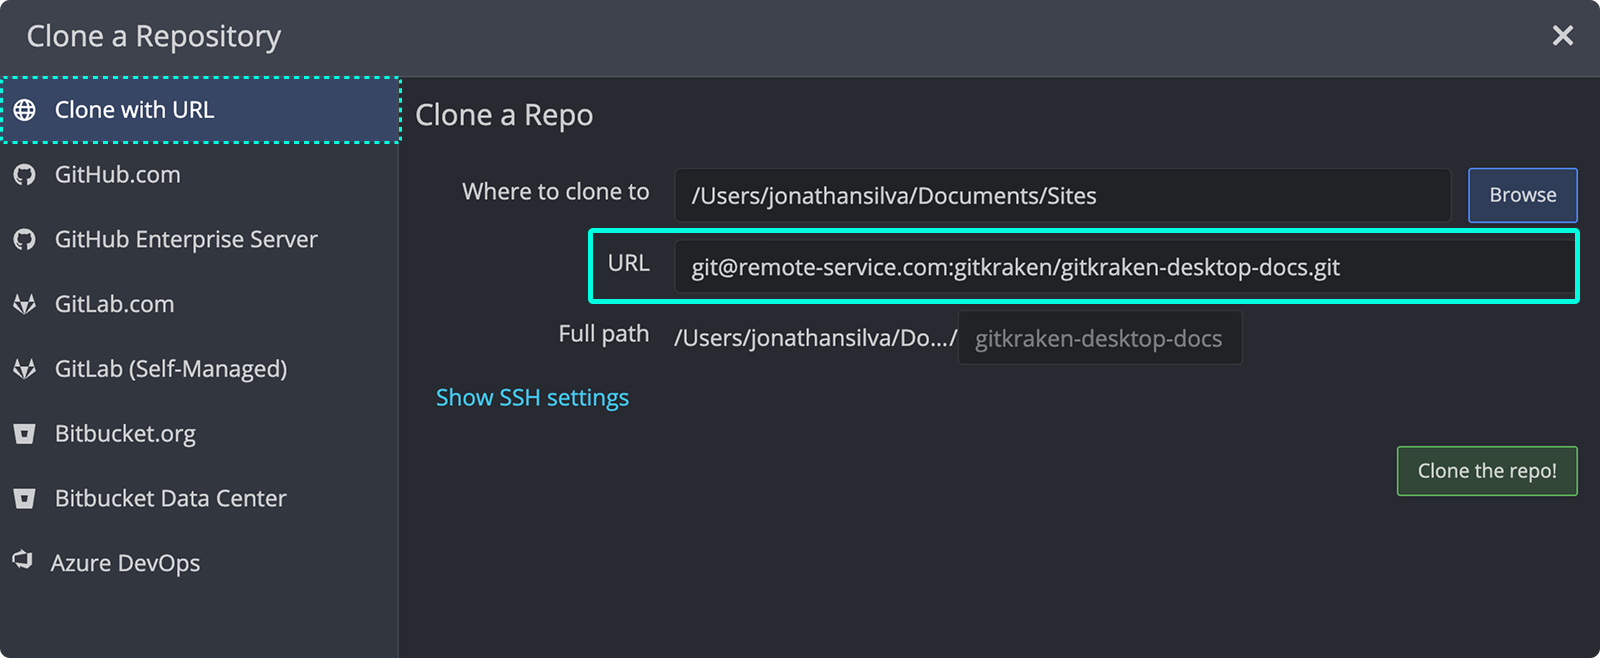 Clone a Repository
Clone with URL
GitHub.com
GitHub Enterprise Server
GitLab.com
GitLab (Self-Managed)
Bitbucket.org
Bitbucket Data Center
Azure DevOps
Clone a Repo
Where to clone to /Users/jonathansilva/Documents/Sites Browse
URL git@remote-service.com:gitkraken/gitkraken-desktop-docs.git
Full path /Users/jonathansilva/Do.../ gitkraken-desktop-docs
Show SSH settings
Clone the repo!